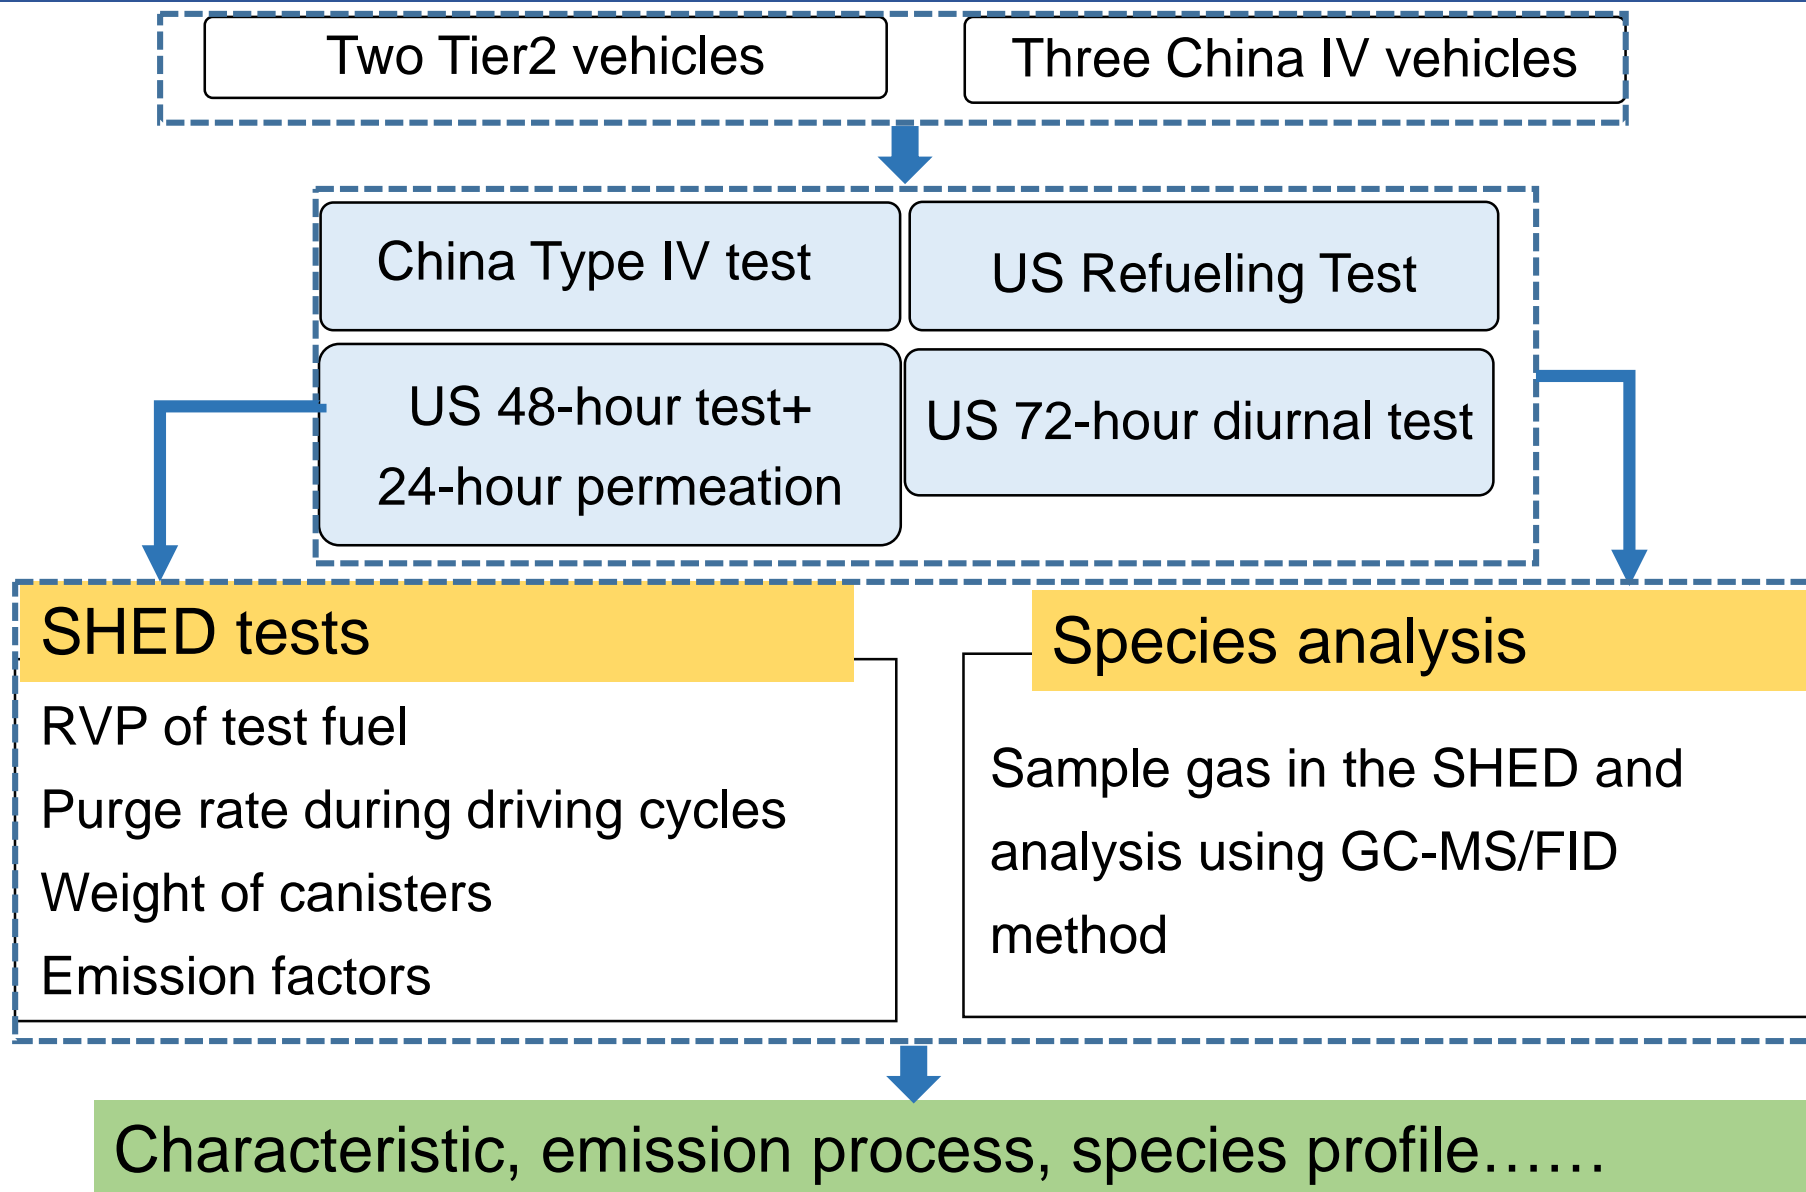 Two Tier2 vehicles
Three China IV vehicles
China Type IV test
US Refueling Test
US 48-hour test+
24-hour permeation
US 72-hour diurnal test
SHED tests
RVP of test fuel
Purge rate during driving cycles
Weight of canisters
Emission factors
Species analysis
Sample gas in the SHED and
analysis using GC-MS/FID
method
Characteristic, emission process, species profile……